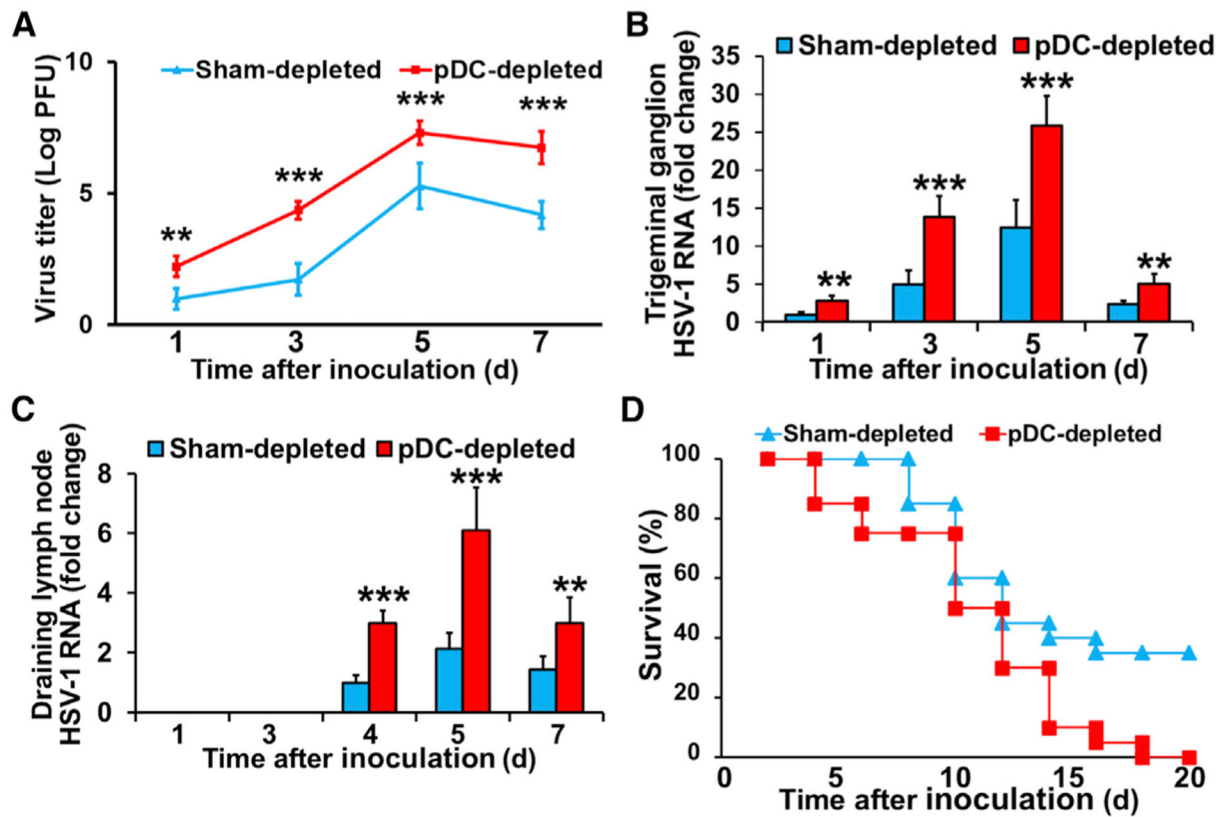 A
Virus titer (Log PFU)
10
5
0
Sham-depleted pDC-depleted
** *** *** ***
1 3 5 7
Time after inoculation (d)
B
Trigeminal ganglion
HSV-1 RNA (fold change)
35
30
25
20
15
10
5
0
Sham-depleted pDC-depleted
** *** *** **
1 3 5 7
Time after inoculation (d)
C
Draining lymph node
HSV-1 RNA (fold change)
8
6
4
2
0
Sham-depleted pDC-depleted
*** *** **
1 3 4 5 7
Time after inoculation (d)
D
Survival (%)
100
80
60
40
20
0
Sham-depleted pDC-depleted
0 5 10 15 20
Time after inoculation (d)